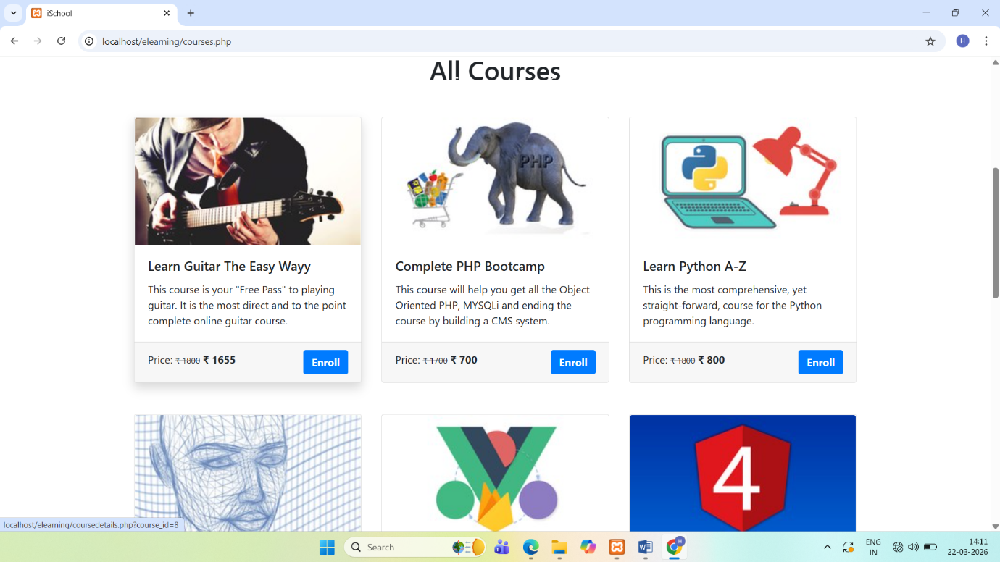 iSchool
localhost/elearning/courses.php
H
All Courses
PHP
Learn Guitar The Easy Wayy
This course is your "Free Pass" to playing
guitar. It is the most direct and to the point
complete online guitar course.
Price: ₹ 1800 ₹ 1655
Enroll
Complete PHP Bootcamp
This course will help you get all the Object
Oriented PHP, MYSQLi and ending the
course by building a CMS system.
Price: ₹ 1700 ₹ 700
Enroll
Learn Python A-Z
This is the most comprehensive, yet
straight-forward, course for the Python
programming language.
Price: ₹ 1800 ₹ 800
Enroll
4
localhost/elearning/coursedetails.php?course_id=8
Search
H
ENG
IN
14:11
22-03-2026